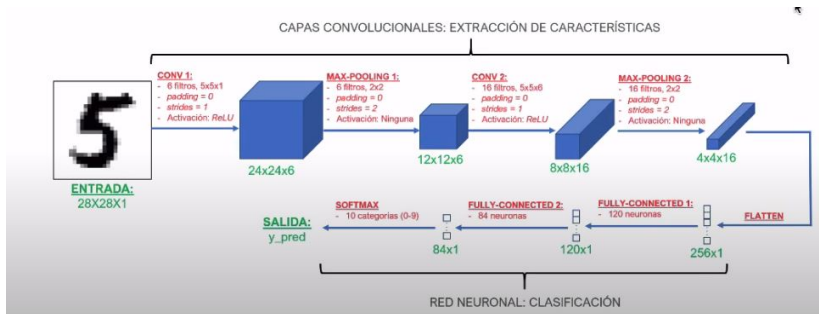 CAPAS CONVOLUCIONALES: EXTRACCIÓN DE CARACTERÍSTICAS
CONV 1:
- 6 filtros, 5x5x1
- padding = 0
- strides = 1
- Activación: ReLU
MAX-POOLING 1:
- 6 filtros, 2x2
- padding = 0
- strides = 2
- Activación: Ninguna
CONV 2:
- 16 filtros, 5x5x6
- padding = 0
- strides = 1
- Activación: ReLU
MAX-POOLING 2:
- 16 filtros, 2x2
- padding = 0
- strides = 2
- Activación: Ninguna
5
24x24x6
12x12x6
8x8x16
4x4x16
ENTRADA:
28X28X1
SALIDA:
y_pred
SOFTMAX
- 10 categorías (0-9)
FULLY-CONNECTED 2:
- 84 neuronas
FULLY-CONNECTED 1:
- 120 neuronas
FLATTEN
84x1
120x1
256x1
RED NEURONAL: CLASIFICACIÓN